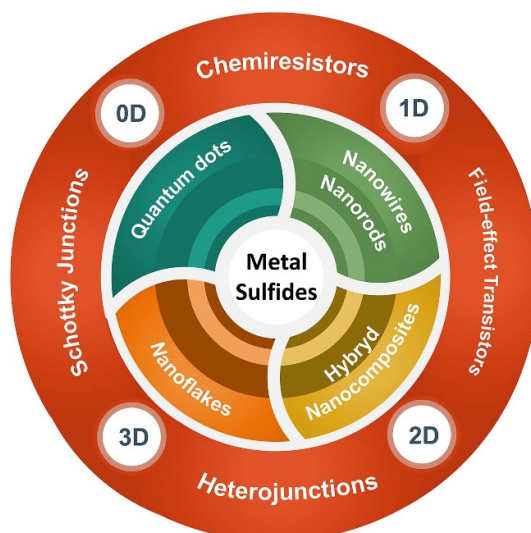 Chemiresistors
0D
1D
Quantum dots
Nanowires
Nanorods
Schottky Junctions
Field-effect Transistors
Metal
Sulfides
Nanoflakes
Hybryd
Nanocomposites
3D
2D
Heterojunctions